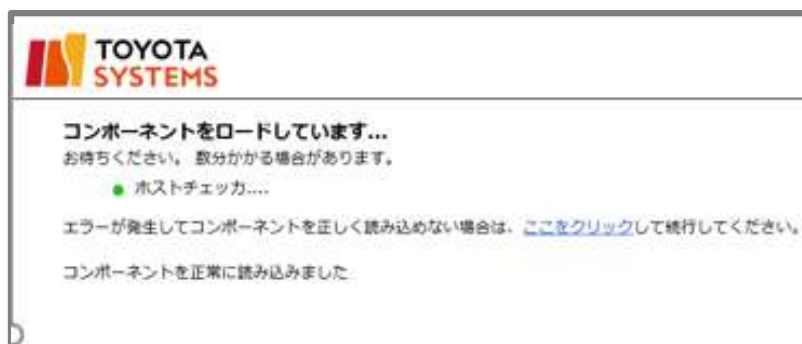 TOYOTA
SYSTEMS
コンポーネントをロードしています...
お待ちください。 数分かかる場合があります。
ホストチェッカ....
エラーが発生してコンポーネントを正しく読み込めない場合は、ここをクリックして続行してください。
コンポーネントを正常に読み込みました